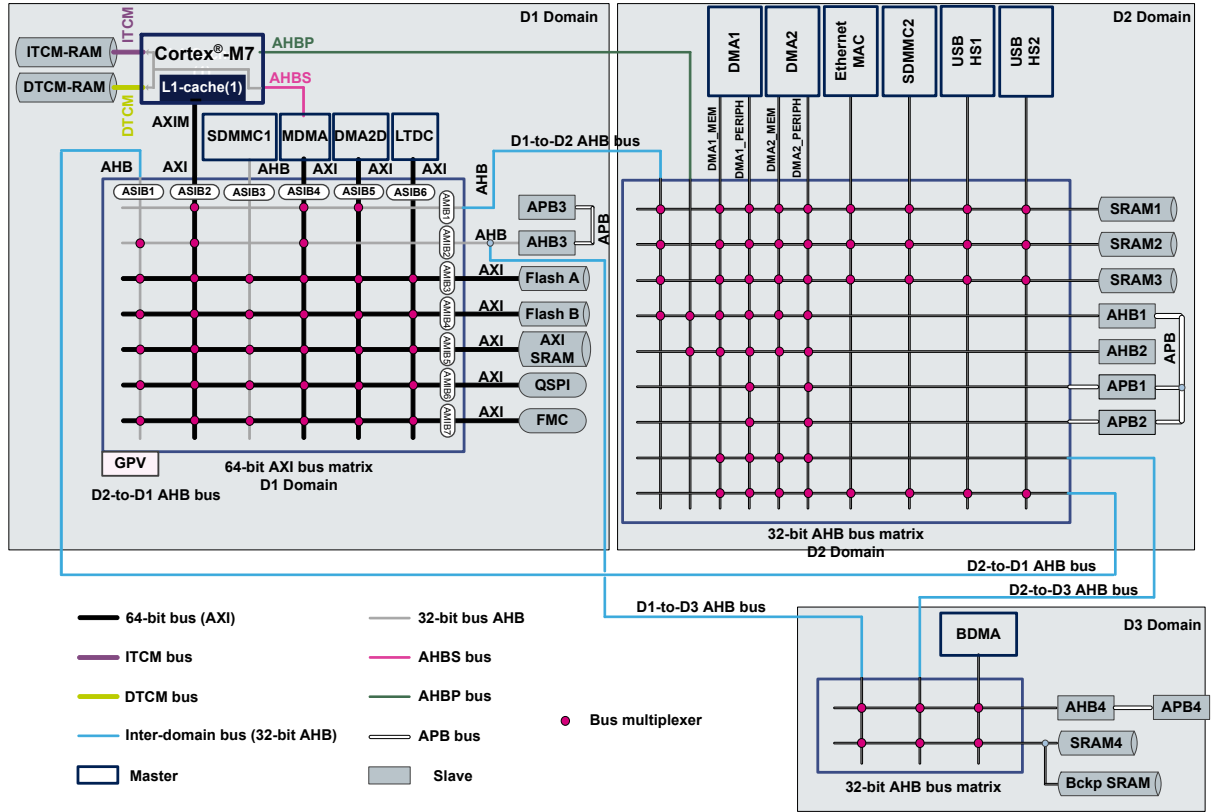 D1 Domain
D2 Domain
ITCM-RAM
ITCM
Cortex®-M7
AHBP
DTCM-RAM
L1-cache(1)
AHBS
DTCM
AXIM
SDMMC1
MDMA
DMA2D
LTDC
D1-to-D2 AHB bus
AHB
AXI
AHB
AXI
AXI
AXI
AHB
ASIB1
ASIB2
ASIB3
ASIB4
ASIB5
ASIB6
AMIB1
AMIB2
AMIB3
AMIB4
AMIB5
AMIB6
AMIB7
APB3
AHB
AHB3
APB
AXI
Flash A
AXI
Flash B
AXI
AXI
SRAM
AXI
QSPI
AXI
FMC
GPV
64-bit AXI bus matrix
D1 Domain
D2-to-D1 AHB bus
DMA1
DMA2
Ethernet
MAC
SDMMC2
USB
HS1
USB
HS2
DMA1_MEM
DMA1_PERIPH
DMA2_MEM
DMA2_PERIPH
SRAM1
SRAM2
SRAM3
AHB1
AHB2
APB
APB1
APB2
32-bit AHB bus matrix
D2 Domain
D2-to-D1 AHB bus
D2-to-D3 AHB bus
D1-to-D3 AHB bus
D3 Domain
BDMA
AHB4
APB4
SRAM4
Bckp SRAM
32-bit AHB bus matrix
64-bit bus (AXI)
32-bit bus AHB
ITCM bus
AHBS bus
DTCM bus
AHBP bus
Bus multiplexer
Inter-domain bus (32-bit AHB)
APB bus
Master
Slave